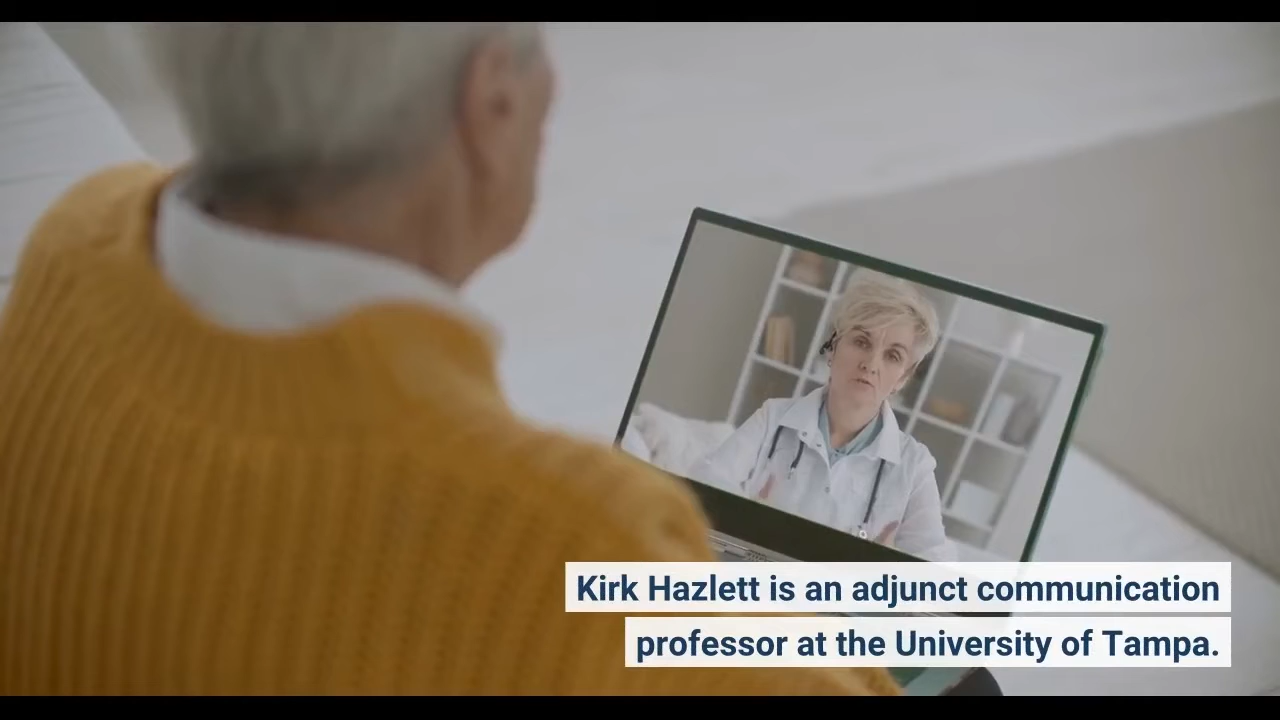 Kirk Hazlett is an adjunct communication
professor at the University of Tampa.